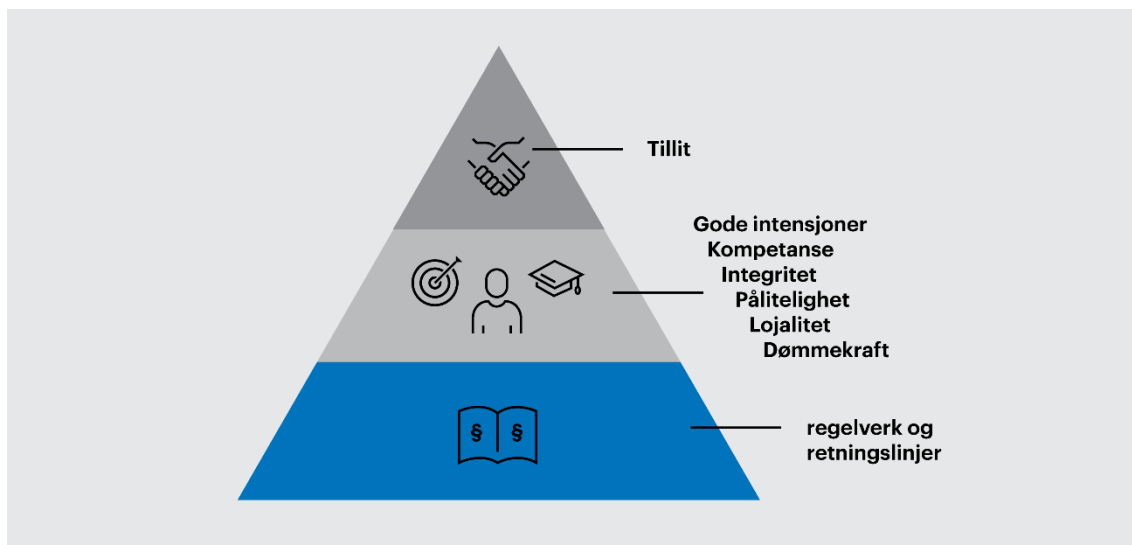 Tillit
Gode intensjoner
Kompetanse
Integritet
Pålitelighet
Lojalitet
Dømmekraft
§ §
regelverk og
retningslinjer